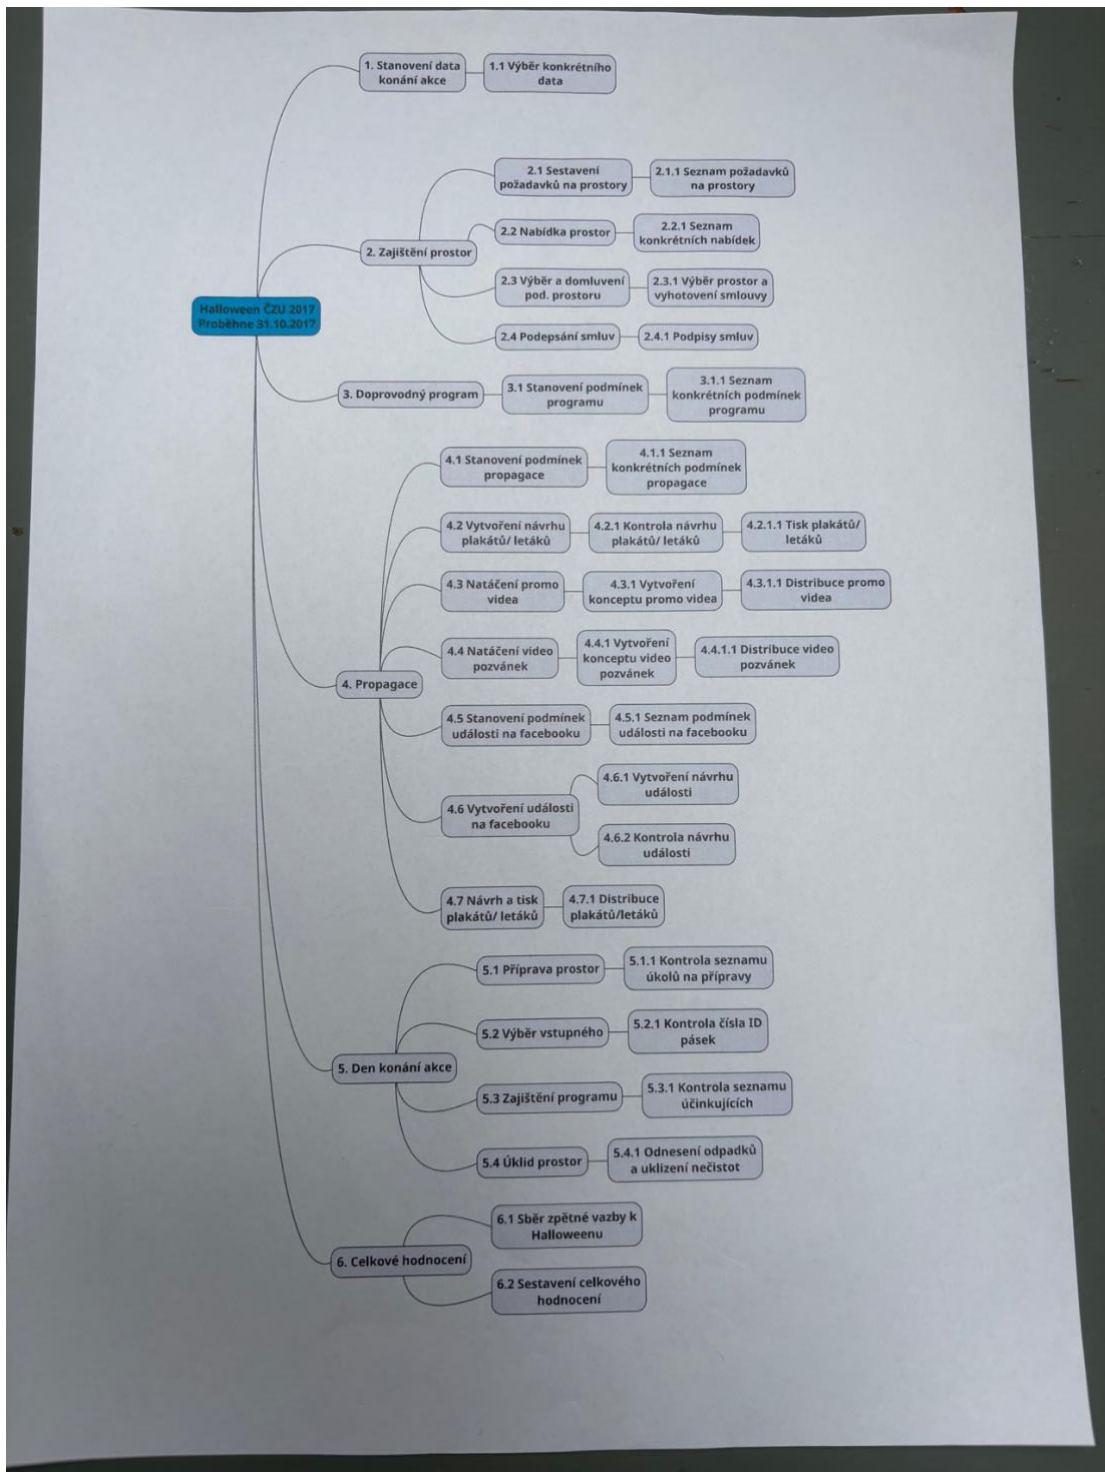 1. Stanovení data
konání akce
1.1 Výběr konkrétního
data
2.1 Sestavení
požadavků na prostory
2.1.1 Seznam požadavků
na prostory
2.2 Nabídka prostor
2.2.1 Seznam
konkrétních nabídek
2. Zajištění prostor
2.3 Výběr a domluvení
pod. prostoru
2.3.1 Výběr prostor a
vyhotovení smlouvy
Halloween ČZU 2017
Proběhne 31.10.2017
2.4 Podepsání smluv
2.4.1 Podpisy smluv
3. Doprovodný program
3.1 Stanovení podmínek
programu
3.1.1 Seznam
konkrétních podmínek
programu
4.1 Stanovení podmínek
propagace
4.1.1 Seznam
konkrétních podmínek
propagace
4.2 Vytvoření návrhu
plakátů/ letáků
4.2.1 Kontrola návrhu
plakátů/ letáků
4.2.1.1 Tisk plakátů/
letáků
4.3 Natáčení promo
videa
4.3.1 Vytvoření
konceptu promo videa
4.3.1.1 Distribuce promo
videa
4.4 Natáčení video
pozvánek
4.4.1 Vytvoření
konceptu video
pozvánek
4.4.1.1 Distribuce video
pozvánek
4. Propagace
4.5 Stanovení podmínek
události na facebooku
4.5.1 Seznam podmínek
události na facebooku
4.6 Vytvoření události
na facebooku
4.6.1 Vytvoření návrhu
události
4.6.2 Kontrola návrhu
události
4.7 Návrh a tisk
plakátů/ letáků
4.7.1 Distribuce
plakátů/letáků
5.1 Příprava prostor
5.1.1 Kontrola seznamu
úkolů na přípravy
5.2 Výběr vstupného
5.2.1 Kontrola čísla ID
pásek
5. Den konání akce
5.3 Zajištění programu
5.3.1 Kontrola seznamu
účinkujících
5.4 Úklid prostor
5.4.1 Odnesení odpadků
a uklizení nečistot
6.1 Sběr zpětné vazby k
Halloweenu
6. Celkové hodnocení
6.2 Sestavení celkového
hodnocení